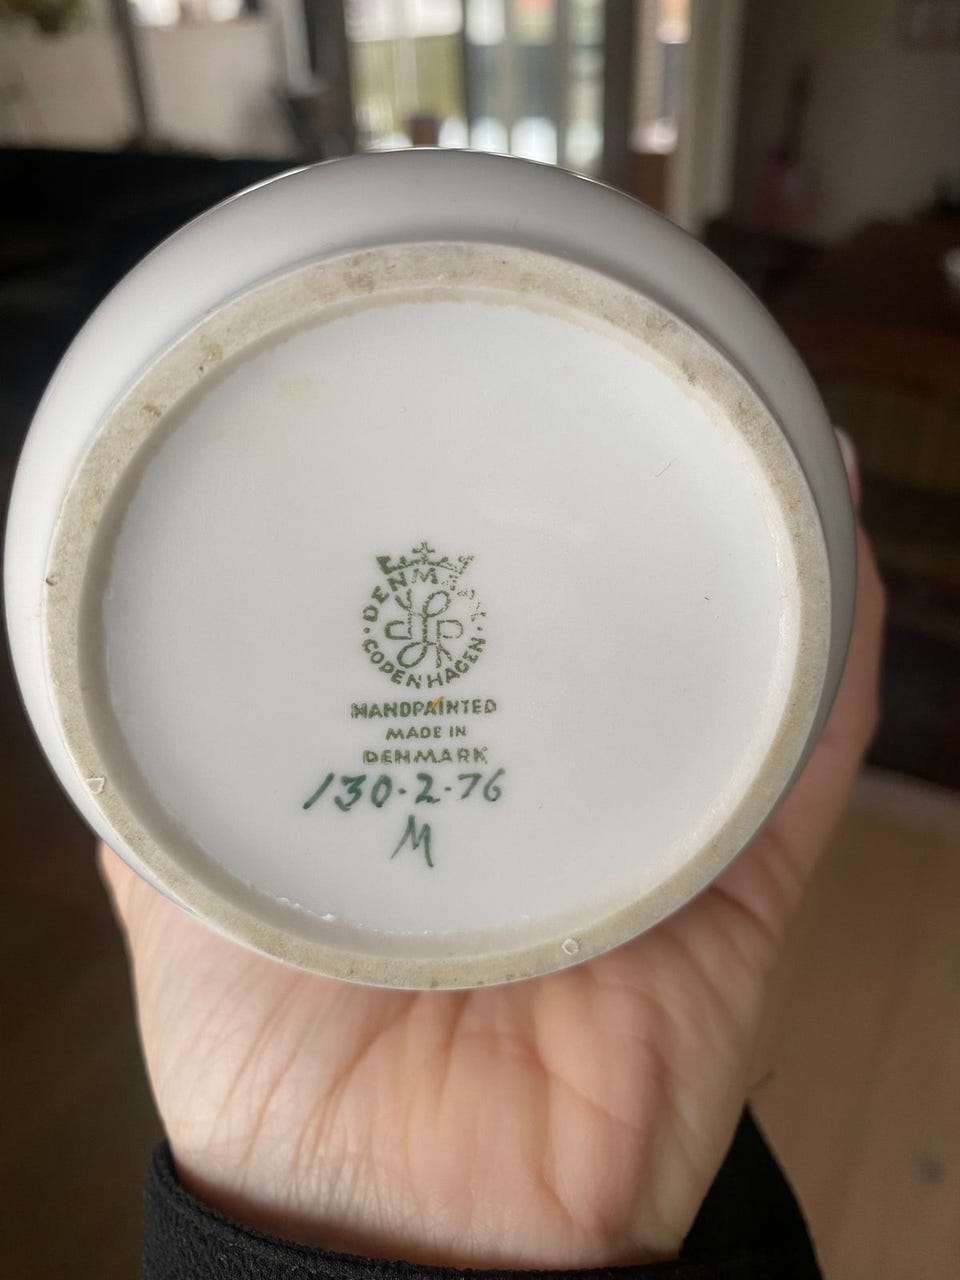 DENMARK
COPENHAGEN
HANDPAINTED
MADE IN
DENMARK
130·2·76
M